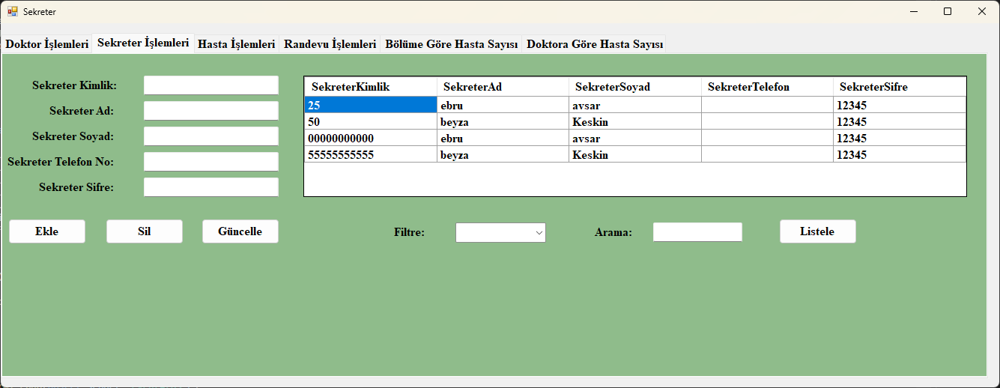 Sekreter
Doktor İşlemleri Sekreter İşlemleri Hasta İşlemleri Randevu İşlemleri Bölüme Göre Hasta Sayısı Doktora Göre Hasta Sayısı
Sekreter Kimlik:
Sekreter Ad:
Sekreter Soyad:
Sekreter Telefon No:
Sekreter Sifre:
SekreterKimlik SekreterAd SekreterSoyad SekreterTelefon SekreterSifre
25 ebru avsar 12345
50 beyza Keskin 12345
00000000000 ebru avsar 12345
55555555555 beyza Keskin 12345
Ekle Sil Güncelle Filtre: Arama: Listele